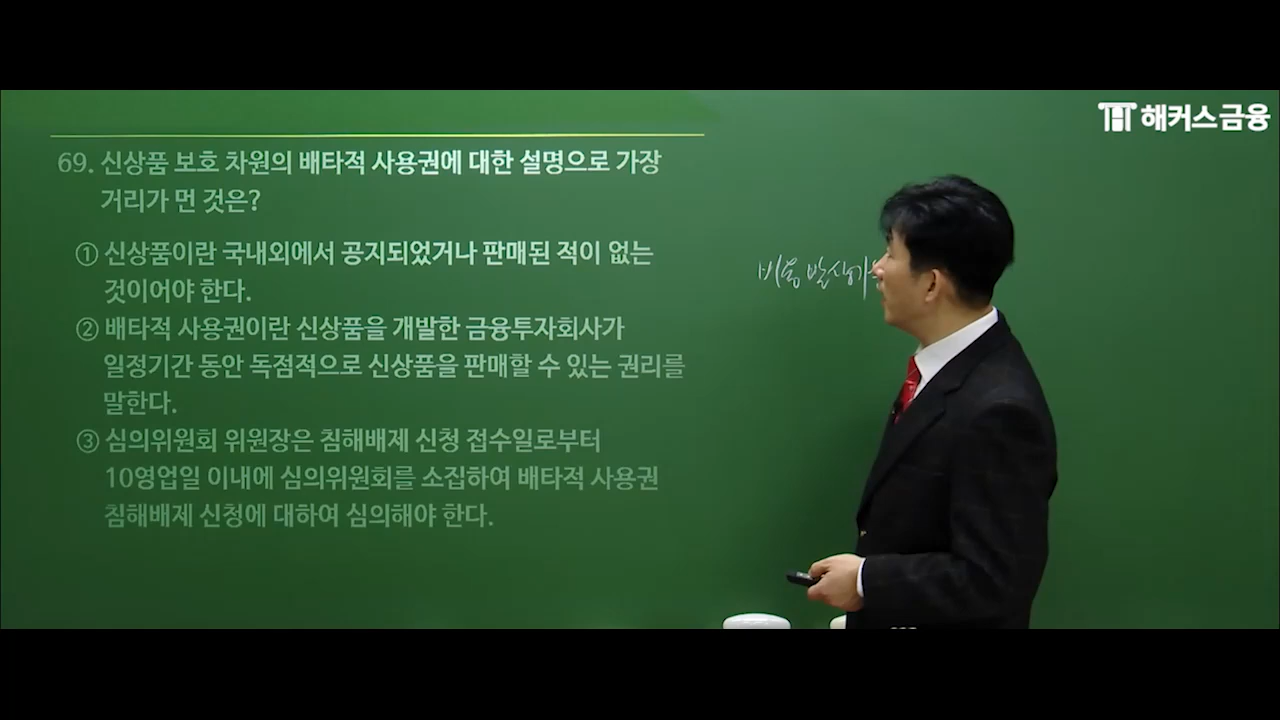 해커스금융
69. 신상품 보호 차원의 배타적 사용권에 대한 설명으로 가장
거리가 먼 것은?
① 신상품이란 국내외에서 공지되었거나 판매된 적이 없는
것이어야 한다.
② 배타적 사용권이란 신상품을 개발한 금융투자회사가
일정기간 동안 독점적으로 신상품을 판매할 수 있는 권리를
말한다.
③ 심의위원회 위원장은 침해배제 신청 접수일로부터
10영업일 이내에 심의위원회를 소집하여 배타적 사용권
침해배제 신청에 대하여 심의해야 한다.
비용 발생